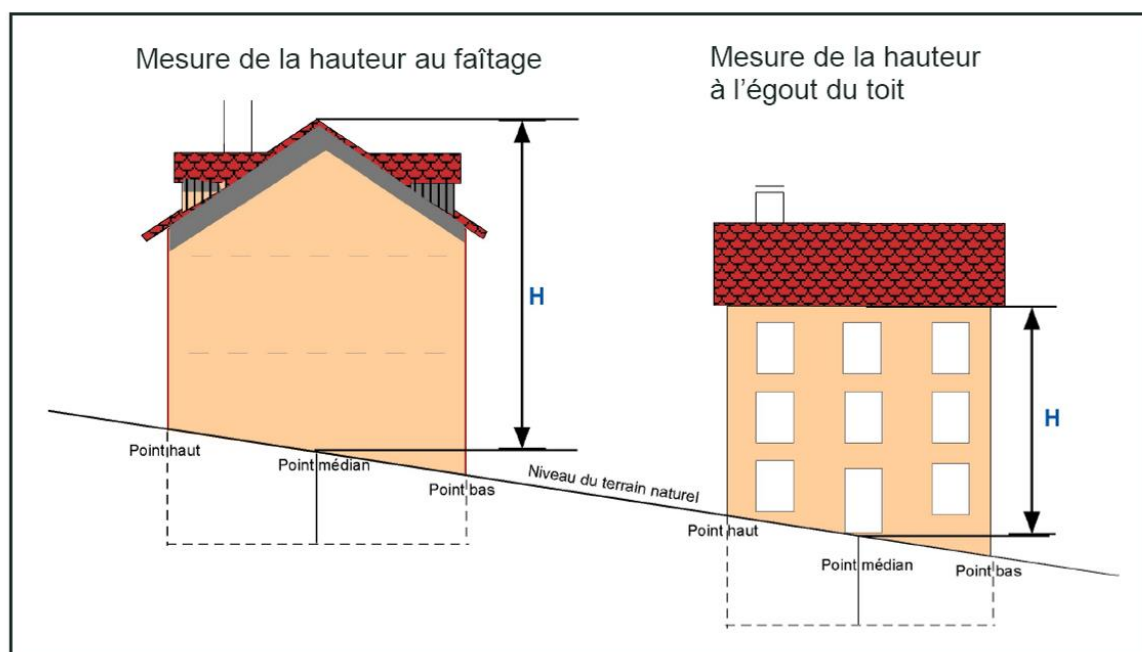 Mesure de la hauteur au faîtage
Mesure de la hauteur
à l'égout du toit
H
H
Point haut
Point médian
Point bas
Niveau du terrain naturel
Point haut
Point médian
Point bas